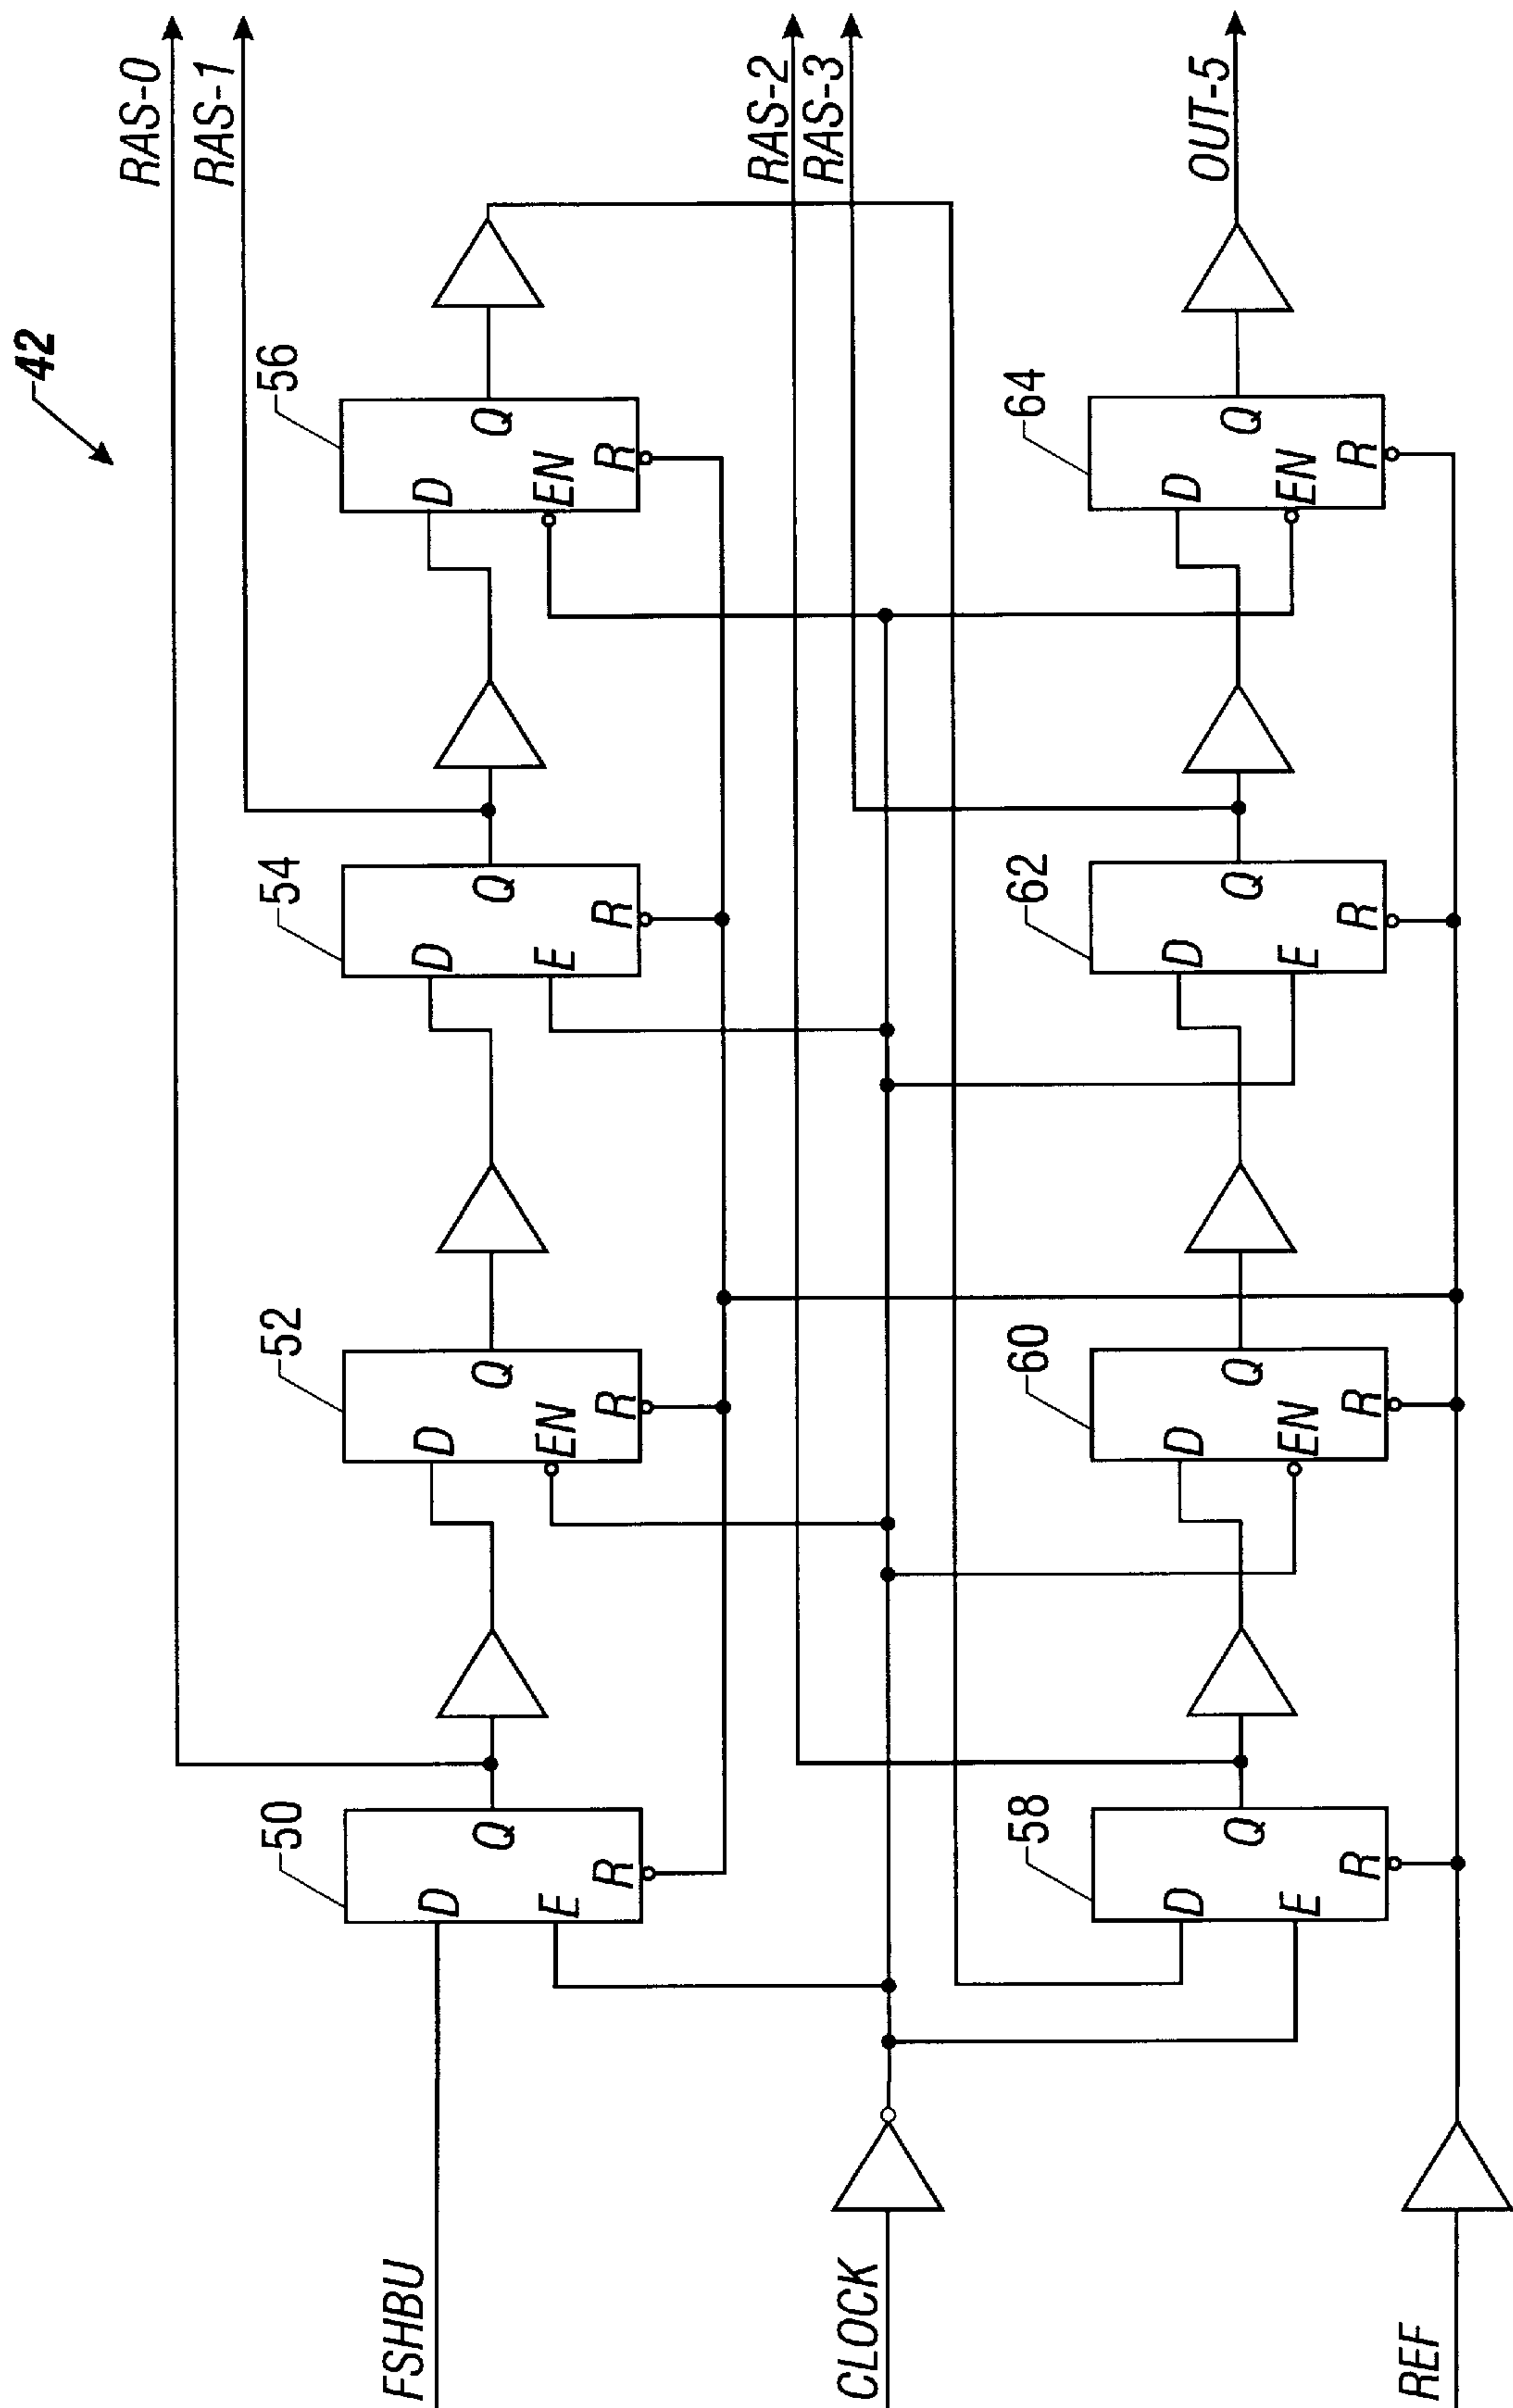 42
RAS-0
RAS-1
RAS-2
RAS-3
OUT-5
FSHBU
CLOCK
REF
50
D
E
Q
R
52
D
EN
Q
R
54
D
E
Q
R
56
D
EN
Q
R
58
D
E
Q
R
60
D
EN
Q
R
62
D
E
Q
R
64
D
EN
Q
R